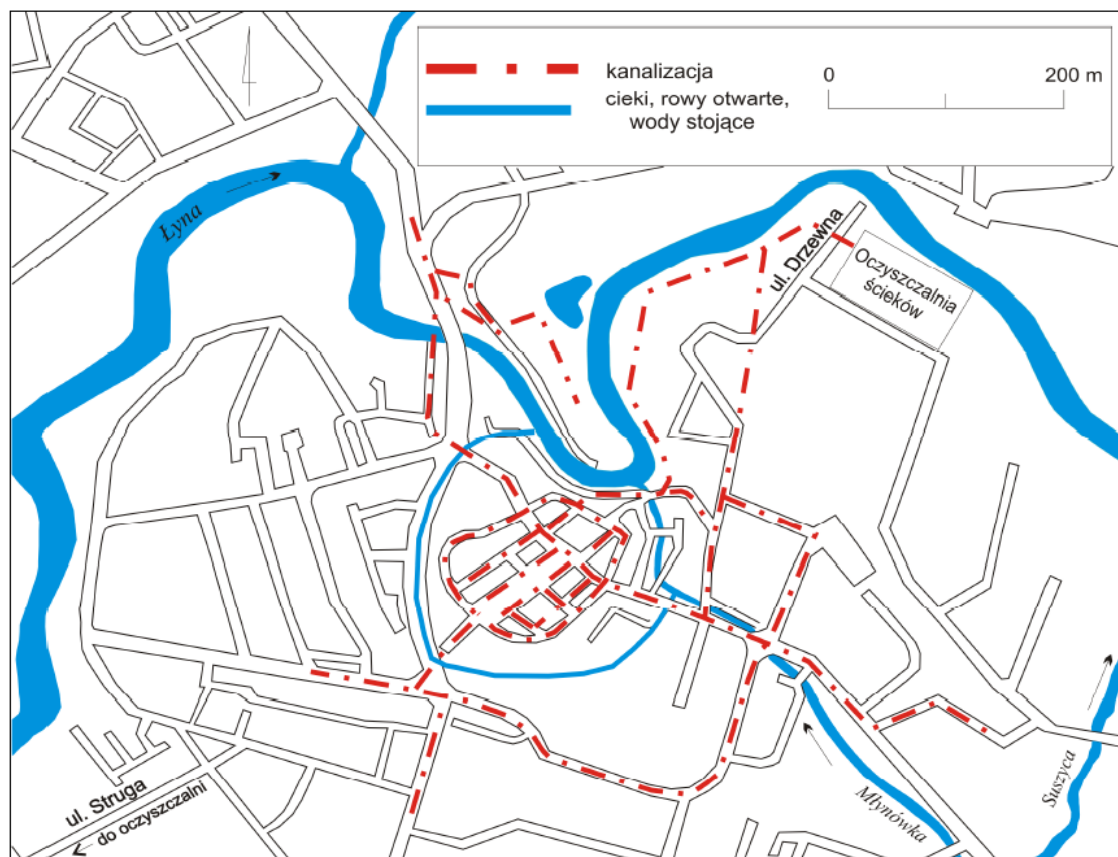 kanalizacja
cieki, rowy otwarte,
wody stojące
0
200 m
Łyna
ul. Drzewna
Oczyszczalnia
ścieków
ul. Struga
do oczyszczalni
Młynówka
Suszyca